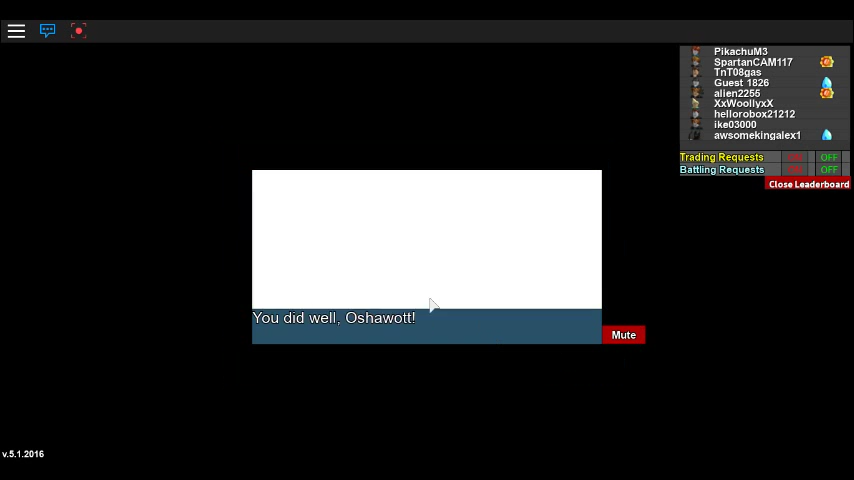 PikachuM3
SpartanCAM117
TnT08gas
Guest 1826
alien2255
XxWoollyxX
hellorobox21212
ike03000
awsomekingalex1
Trading Requests OFF
Battling Requests OFF
Close Leaderboard
You did well, Oshawott!
Mute
v.5.1.2016